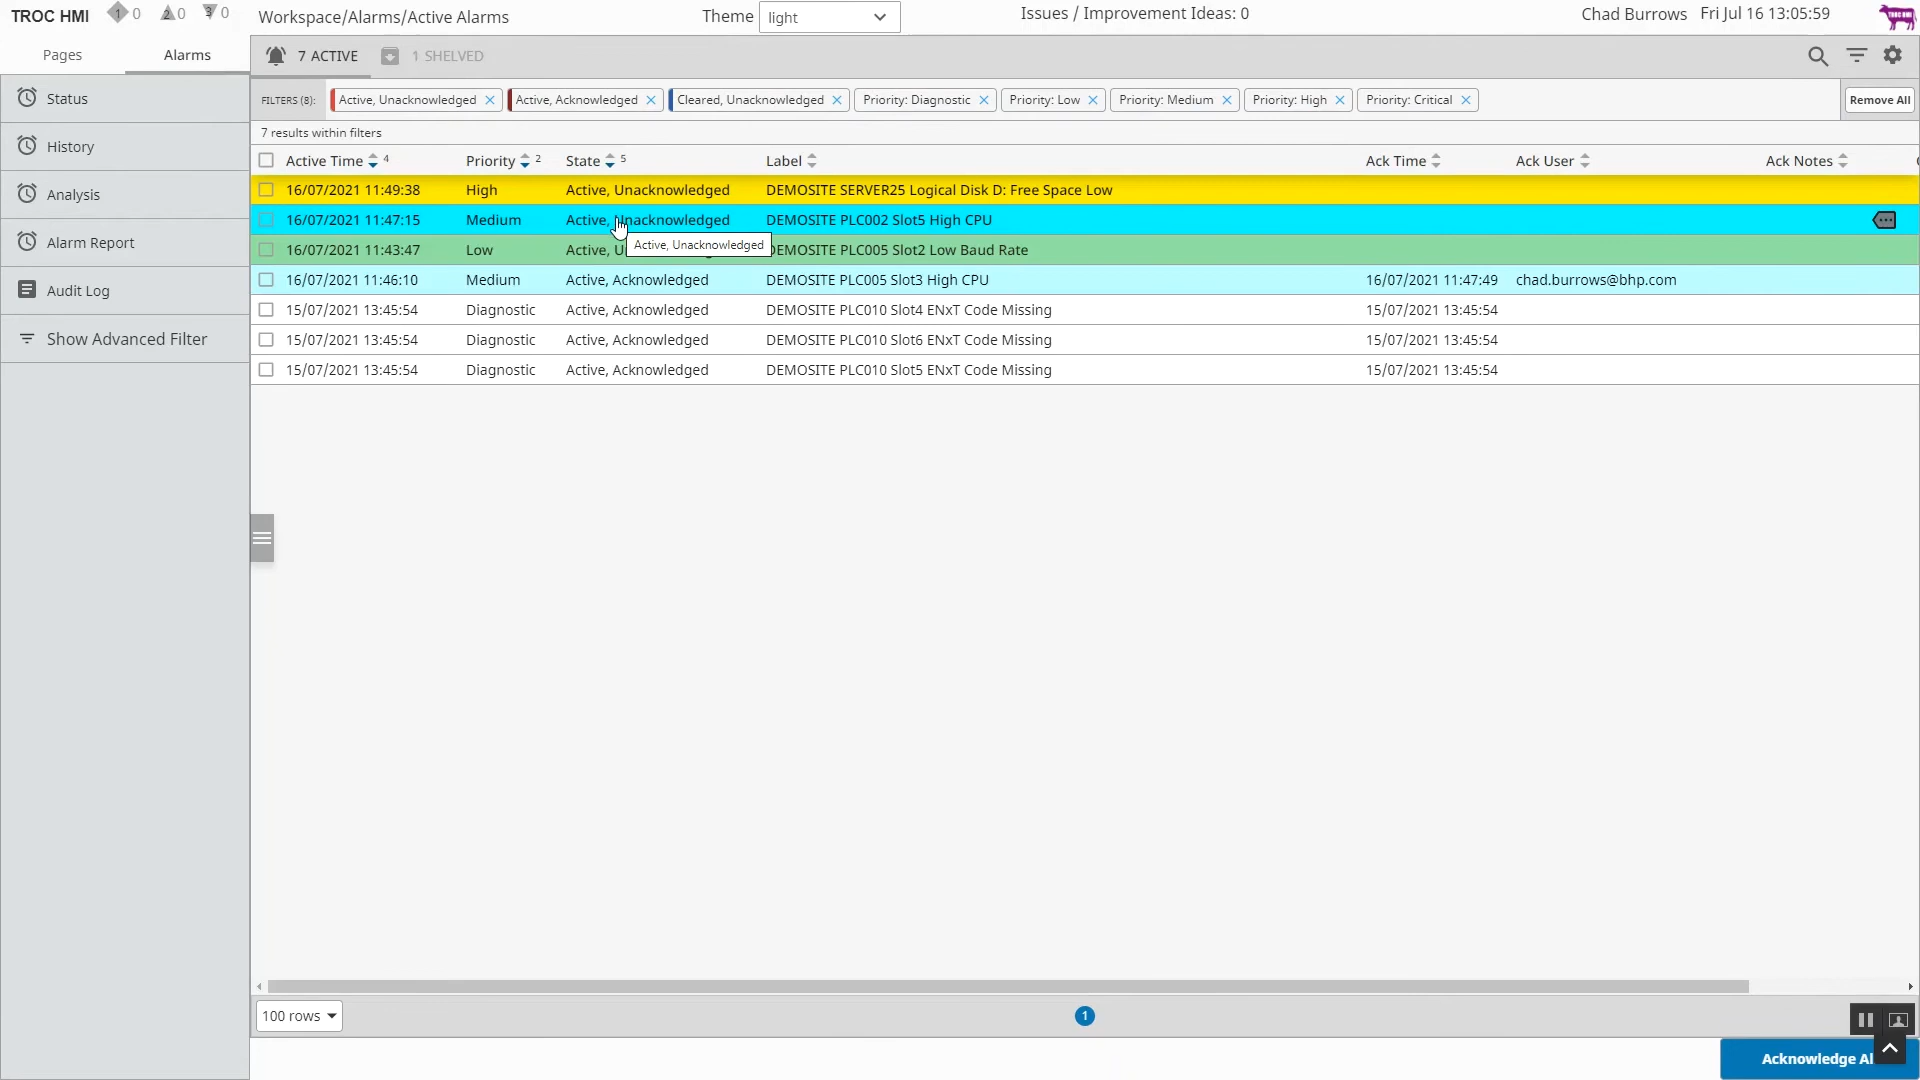 TROC HMI 1 0 2 0 3 0 Workspace/Alarms/Active Alarms Theme light Issues / Improvement Ideas: 0 Chad Burrows Fri Jul 16 13:05:59 TROC HMI
Pages Alarms 7 ACTIVE 1 SHELVED
Status
History
Analysis
Alarm Report
Audit Log
Show Advanced Filter
FILTERS (8): Active, Unacknowledged Active, Acknowledged Cleared, Unacknowledged Priority: Diagnostic Priority: Low Priority: Medium Priority: High Priority: Critical Remove All
7 results within filters
Active Time 4 Priority 2 State 5 Label Ack Time Ack User Ack Notes
16/07/2021 11:49:38 High Active, Unacknowledged DEMOSITE SERVER25 Logical Disk D: Free Space Low
16/07/2021 11:47:15 Medium Active, Unacknowledged DEMOSITE PLC002 Slot5 High CPU
Active, Unacknowledged
16/07/2021 11:43:47 Low Active, DEMOSITE PLC005 Slot2 Low Baud Rate
16/07/2021 11:46:10 Medium Active, Acknowledged DEMOSITE PLC005 Slot3 High CPU 16/07/2021 11:47:49 chad.burrows@bhp.com
15/07/2021 13:45:54 Diagnostic Active, Acknowledged DEMOSITE PLC010 Slot4 ENxT Code Missing 15/07/2021 13:45:54
15/07/2021 13:45:54 Diagnostic Active, Acknowledged DEMOSITE PLC010 Slot6 ENxT Code Missing 15/07/2021 13:45:54
15/07/2021 13:45:54 Diagnostic Active, Acknowledged DEMOSITE PLC010 Slot5 ENxT Code Missing 15/07/2021 13:45:54
100 rows 1
Acknowledge Al